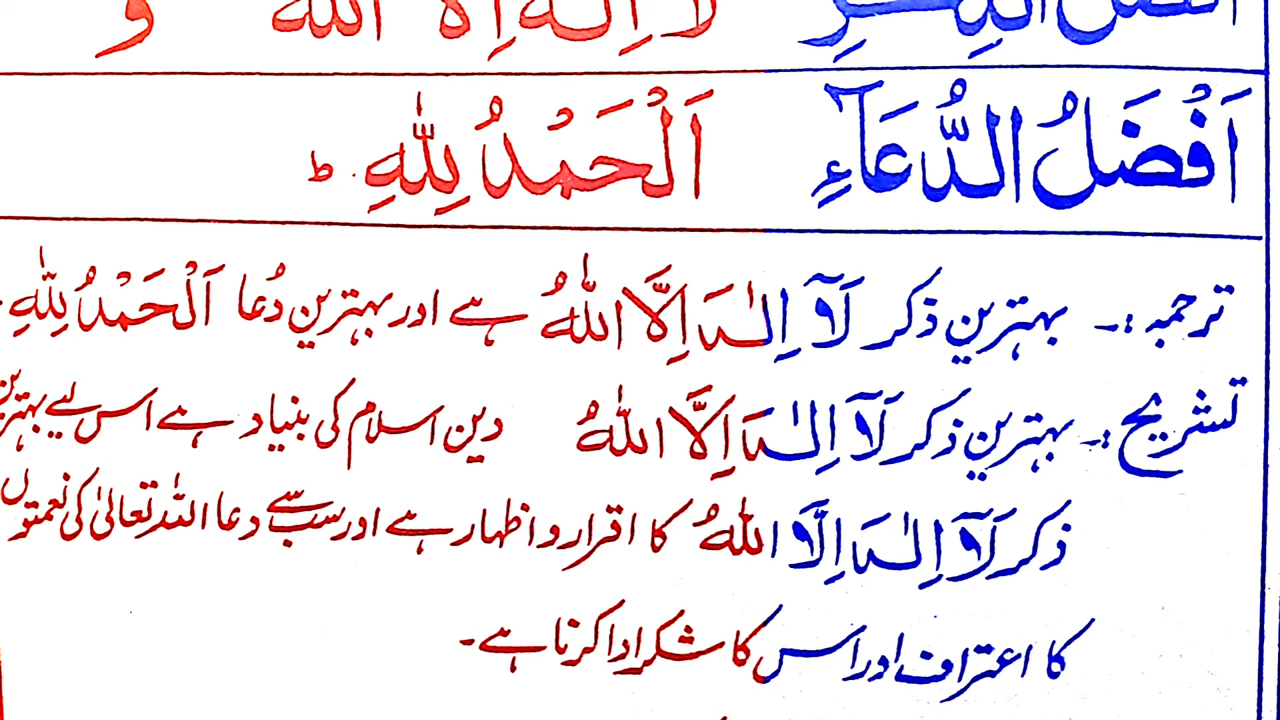 اَفْضَلُ الذِّكْرِ لَا اِلٰهَ اِلَّا اللّٰهُ وَ
اَفْضَلُ الدُّعَآءِ اَلْحَمْدُ لِلّٰهِ ط
ترجمہ :۔ بہترین ذکر لَآ اِلٰہَ اِلَّا اللّٰہُ ہے اور بہترین دُعا اَلْحَمْدُ لِلّٰہِ
تشریح :۔ بہترین ذکر لَآ اِلٰہَ اِلَّا اللّٰہُ دین اسلام کی بنیاد ہے اس لیے بہترین
ذکر لَآ اِلٰہَ اِلَّا اللّٰہُ کا اقرار و اظہار ہے اور سب سے دعا اللہ تعالیٰ کی نعمتوں
کا اعتراف اور اس کا شکر ادا کرنا ہے۔